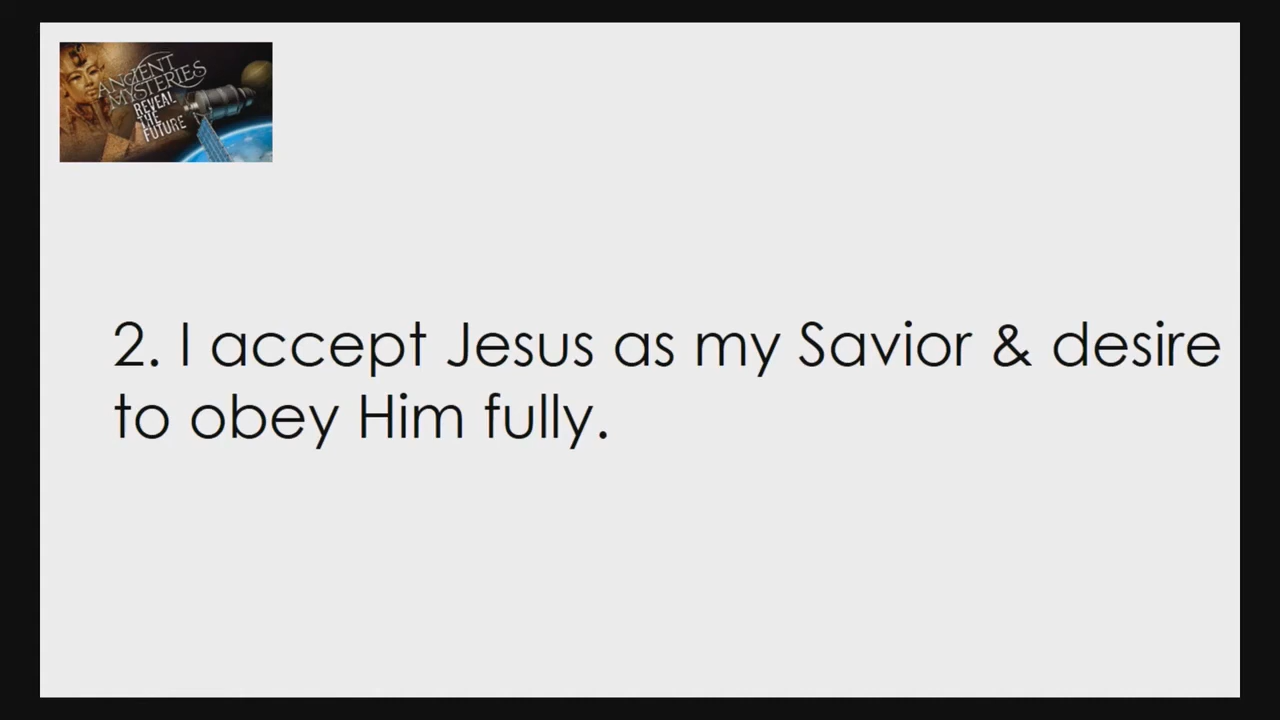 ANCIENT
MYSTERIES
REVEAL
THE
FUTURE
2. I accept Jesus as my Savior & desire
to obey Him fully.